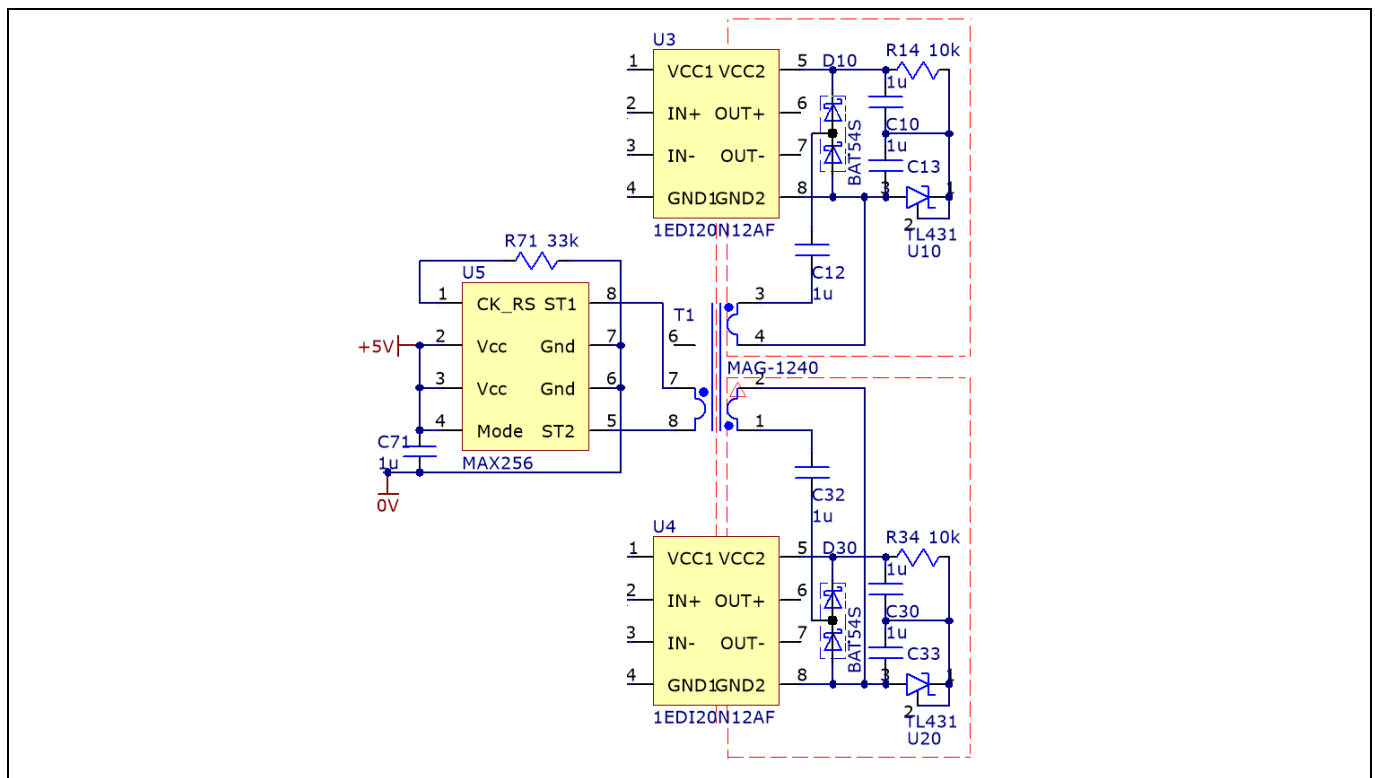 U3
1 VCC1 VCC2 5
2 IN+ OUT+ 6
3 IN- OUT- 7
4 GND1GND2 8
1EDI20N12AF
D10
BAT54S
R14 10k
1u
C10
1u
C13
3 1
2
TL431
U10
C12
1u
R71 33k
U5
1 CK_RS ST1 8
+5V 2 Vcc Gnd 7
3 Vcc Gnd 6
4 Mode ST2 5
C71
1u
MAX256
0V
T1
6
7
8
3
4
MAG-1240
2
1
C32
1u
U4
1 VCC1 VCC2 5
2 IN+ OUT+ 6
3 IN- OUT- 7
4 GND1GND2 8
1EDI20N12AF
D30
BAT54S
R34 10k
1u
C30
1u
C33
3 1
2
TL431
U20